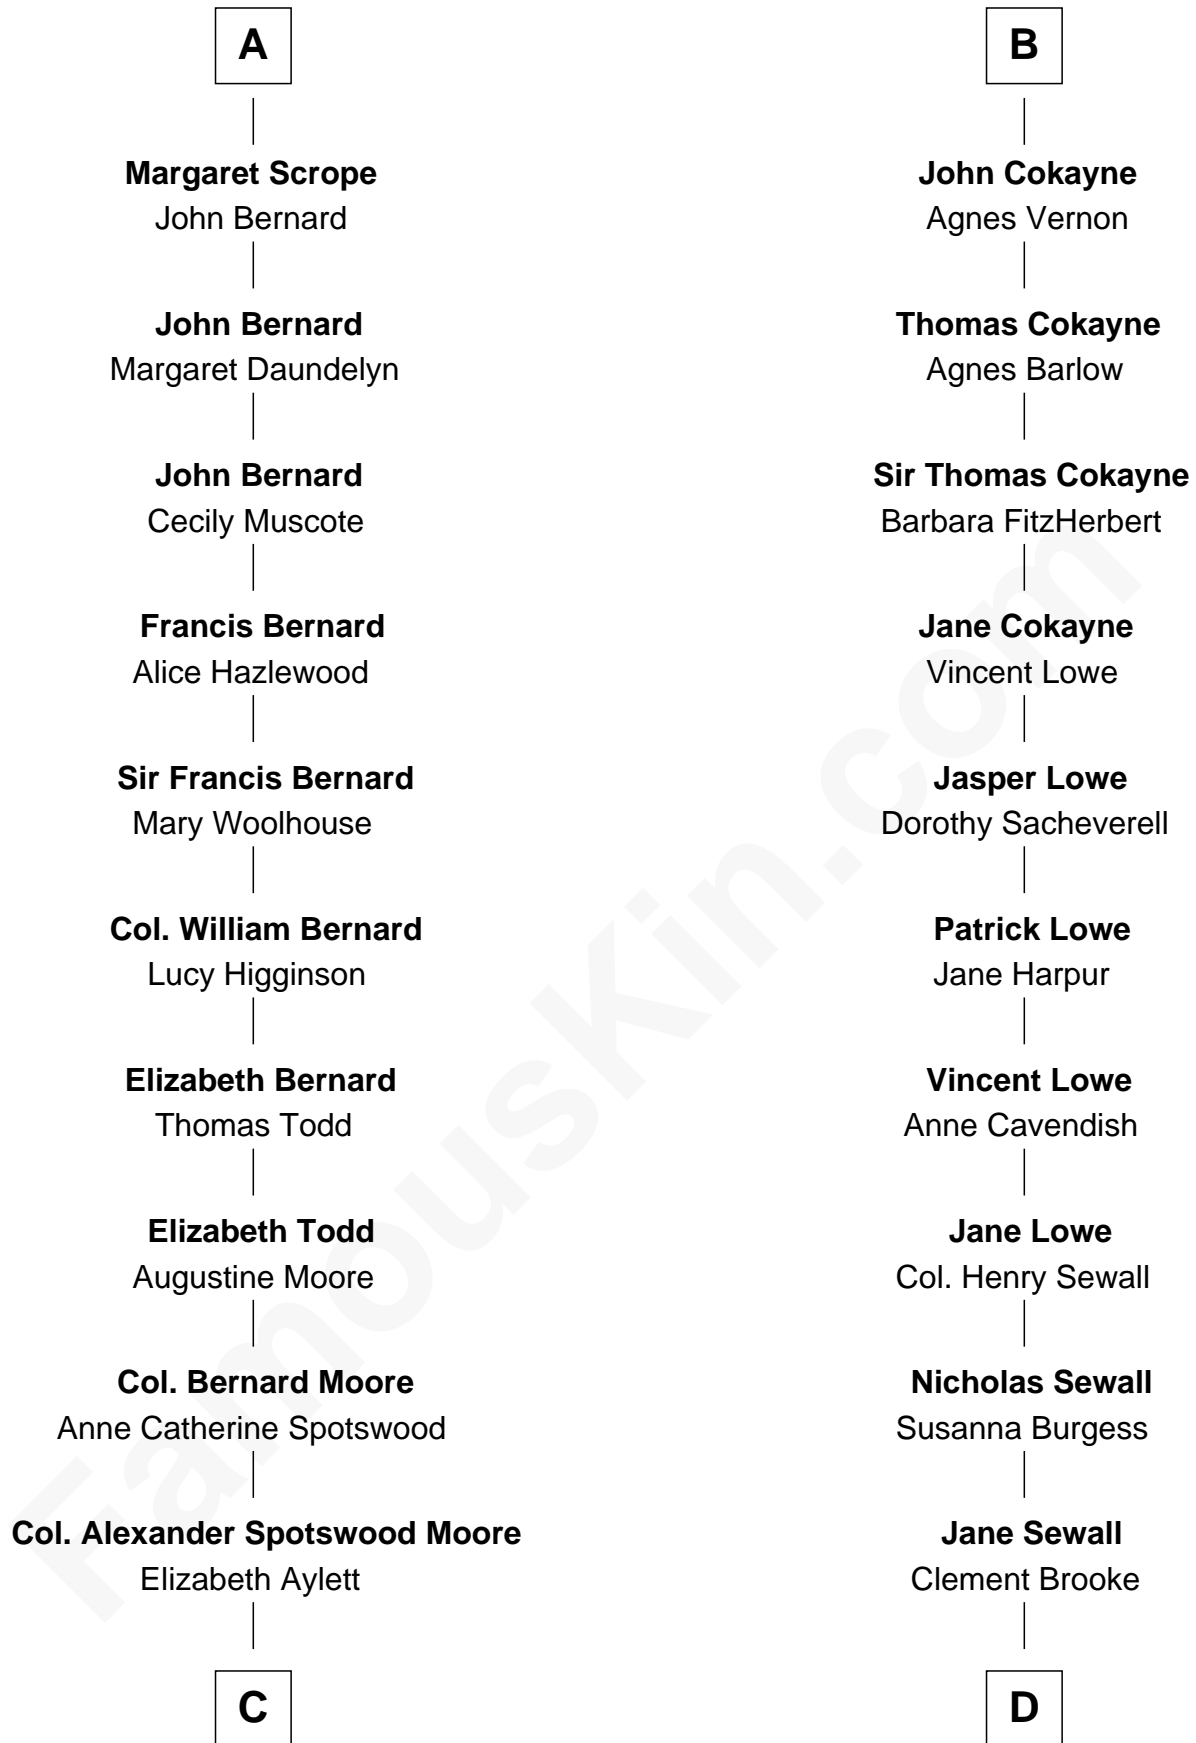 A
Margaret Scrope
John Bernard
John Bernard
Margaret Daundelyn
John Bernard
Cecily Muscote
Francis Bernard
Alice Hazlewood
Sir Francis Bernard
Mary Woolhouse
Col. William Bernard
Lucy Higginson
Elizabeth Bernard
Thomas Todd
Elizabeth Todd
Augustine Moore
Col. Bernard Moore
Anne Catherine Spotswood
Col. Alexander Spotswood Moore
Elizabeth Aylett
C
B
John Cokayne
Agnes Vernon
Thomas Cokayne
Agnes Barlow
Sir Thomas Cokayne
Barbara FitzHerbert
Jane Cokayne
Vincent Lowe
Jasper Lowe
Dorothy Sacheverell
Patrick Lowe
Jane Harpur
Vincent Lowe
Anne Cavendish
Jane Lowe
Col. Henry Sewall
Nicholas Sewall
Susanna Burgess
Jane Sewall
Clement Brooke
D
FamousKin.com